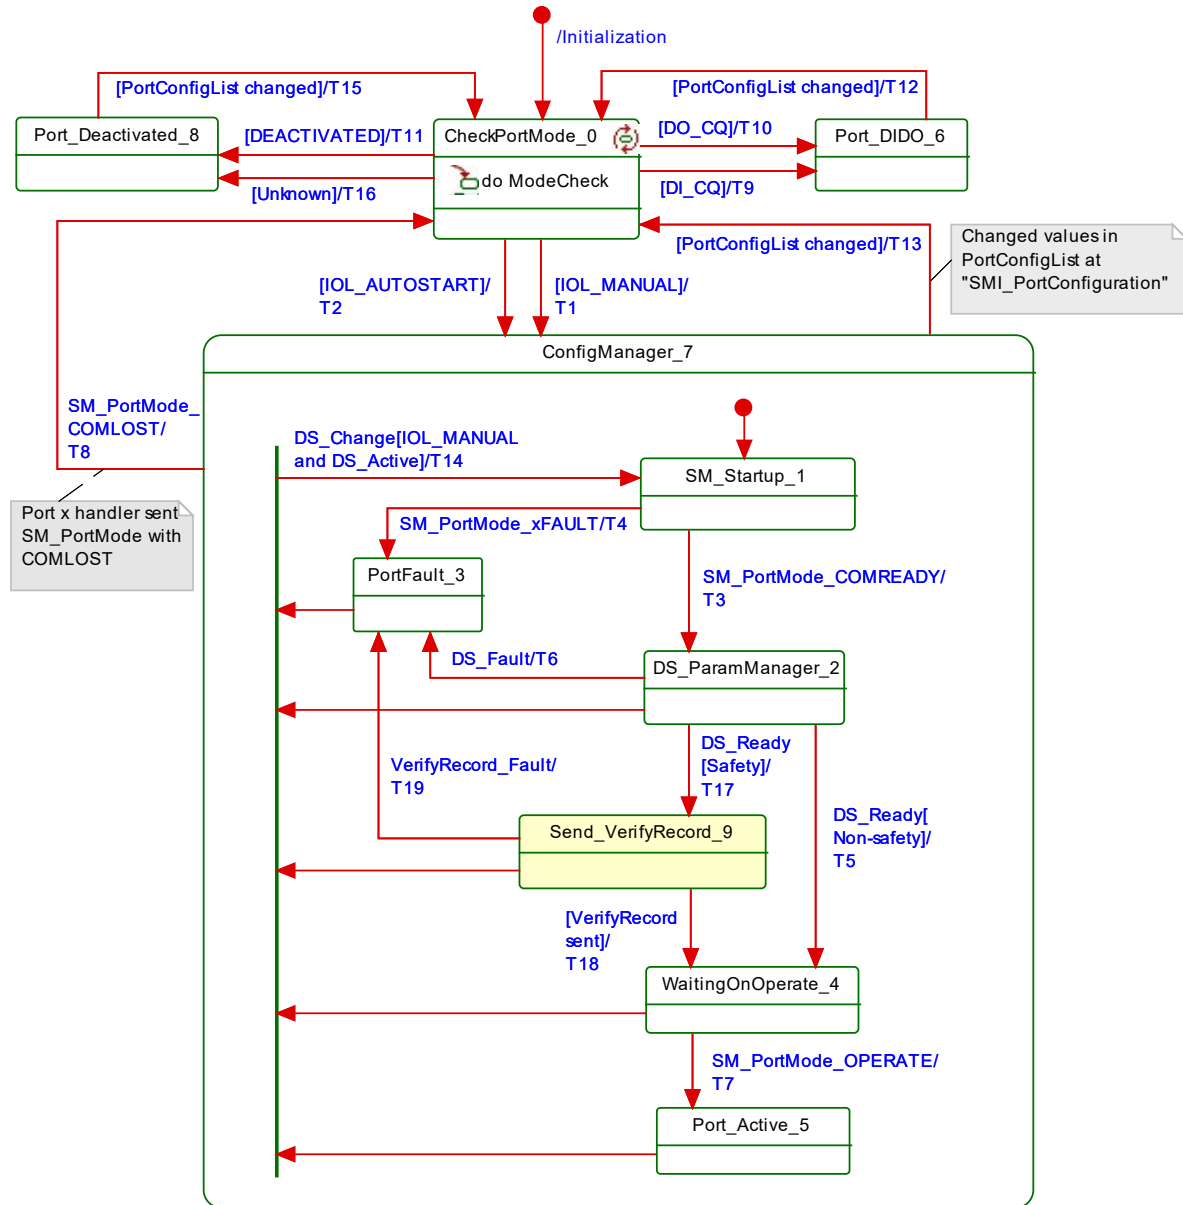 /Initialization
[PortConfigList changed]/T15
[PortConfigList changed]/T12
Port_Deactivated_8
[DEACTIVATED]/T11
CheckPortMode_0
[DO_CQ]/T10
Port_DIDO_6
do ModeCheck
[Unknown]/T16
[DI_CQ]/T9
[PortConfigList changed]/T13
Changed values in
PortConfigList at
"SMI_PortConfiguration"
[IOL_AUTOSTART]/
T2
[IOL_MANUAL]/
T1
ConfigManager_7
SM_PortMode_
COMLOST/
T8
DS_Change[IOL_MANUAL
and DS_Active]/T14
SM_Startup_1
Port x handler sent
SM_PortMode with
COMLOST
SM_PortMode_xFAULT/T4
PortFault_3
SM_PortMode_COMREADY/
T3
DS_Fault/T6
DS_ParamManager_2
DS_Ready
[Safety]/
T17
VerifyRecord_Fault/
T19
DS_Ready[
Non-safety]/
T5
Send_VerifyRecord_9
[VerifyRecord
sent]/
T18
WaitingOnOperate_4
SM_PortMode_OPERATE/
T7
Port_Active_5